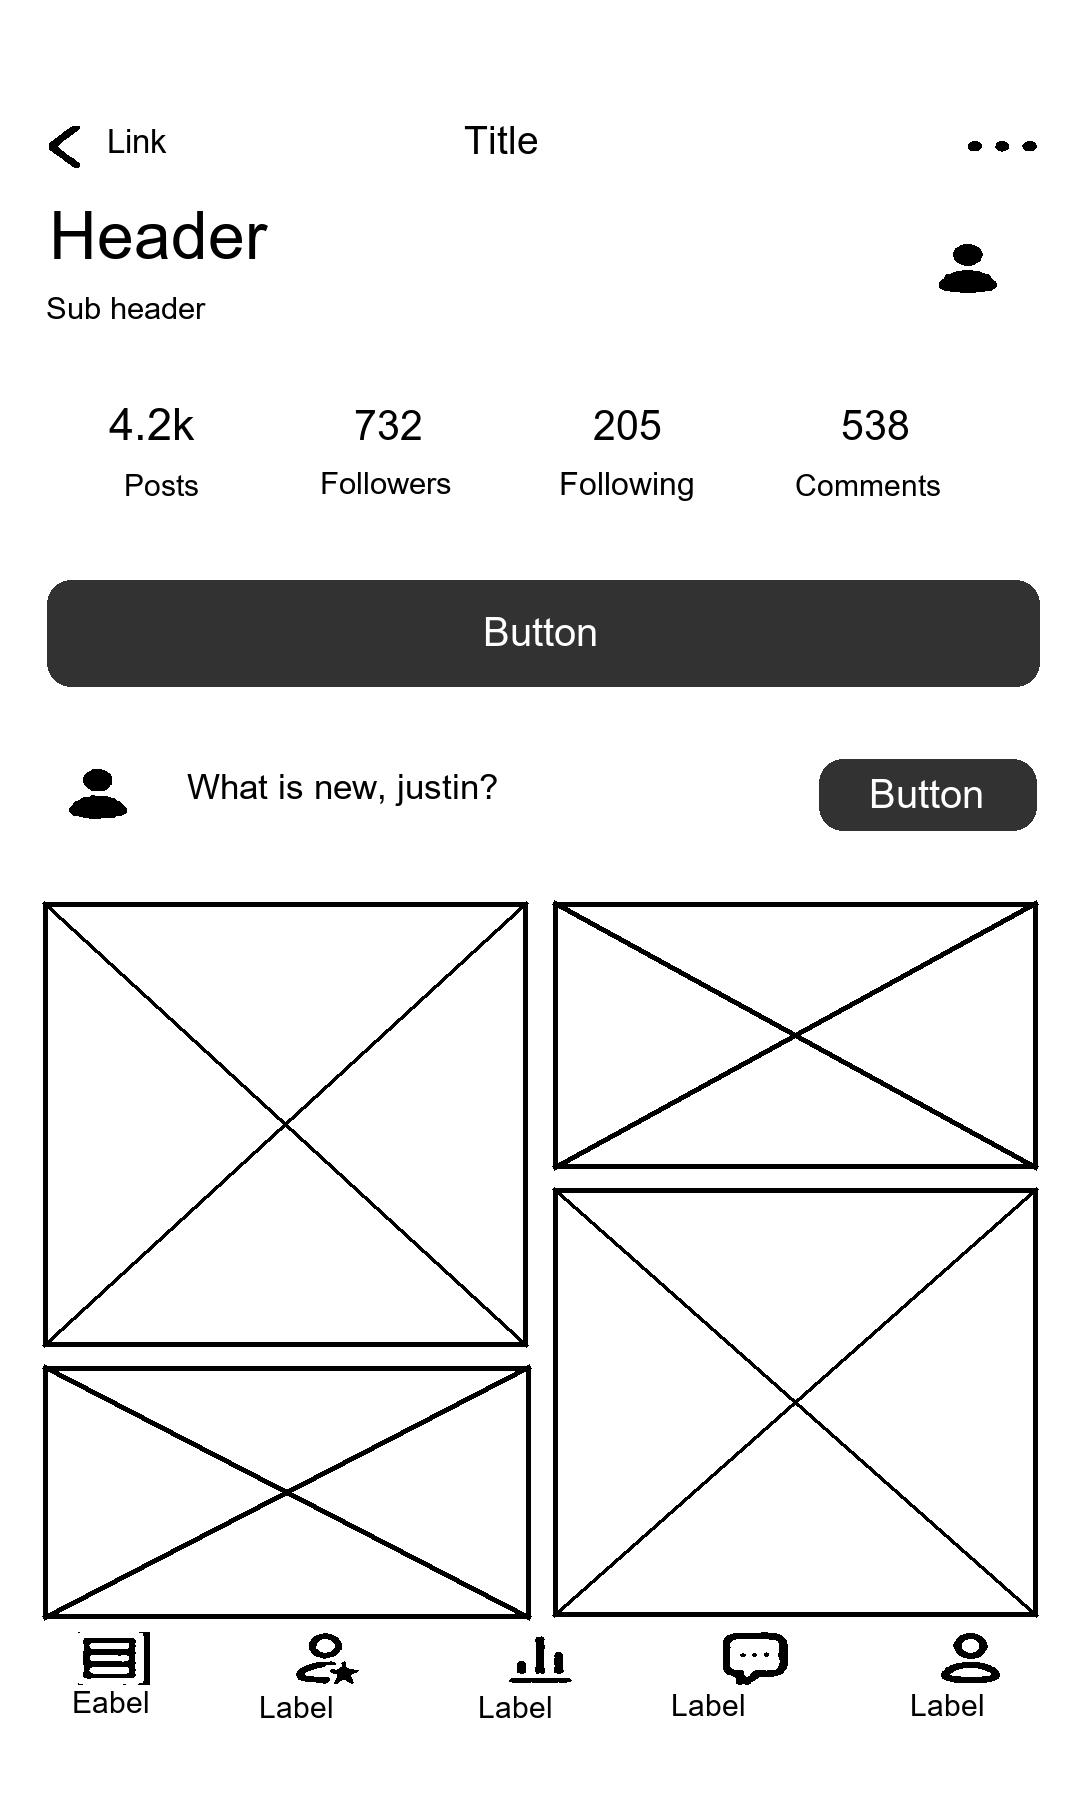 Link
Title
Header
Sub header
4.2k
732
205
538
Posts
Followers
Following
Comments
Button
What is new, justin?
Button
Eabel
Label
Label
Label
Label